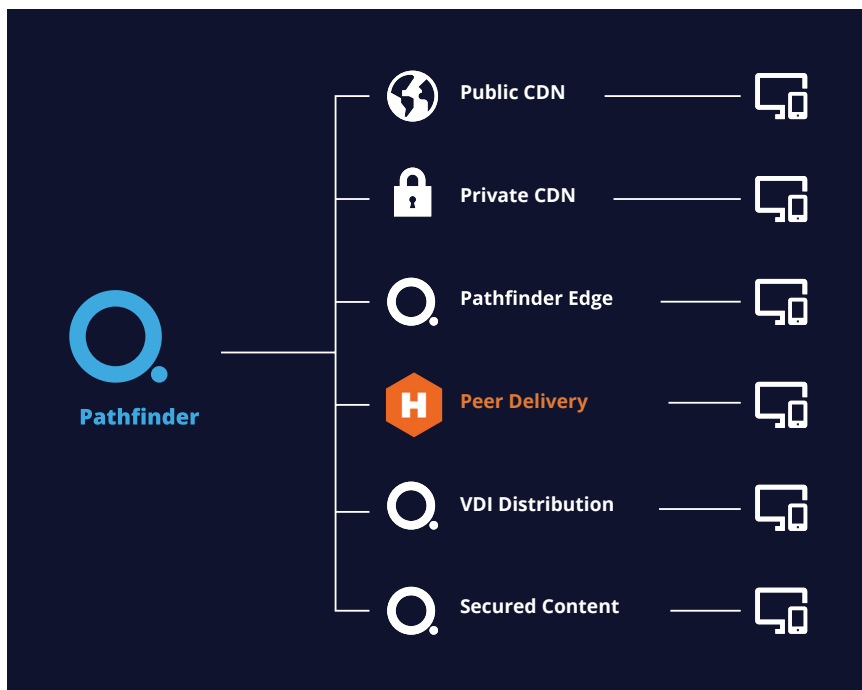 Public CDN
Private CDN
Pathfinder Edge
Pathfinder
H
Peer Delivery
VDI Distribution
Secured Content